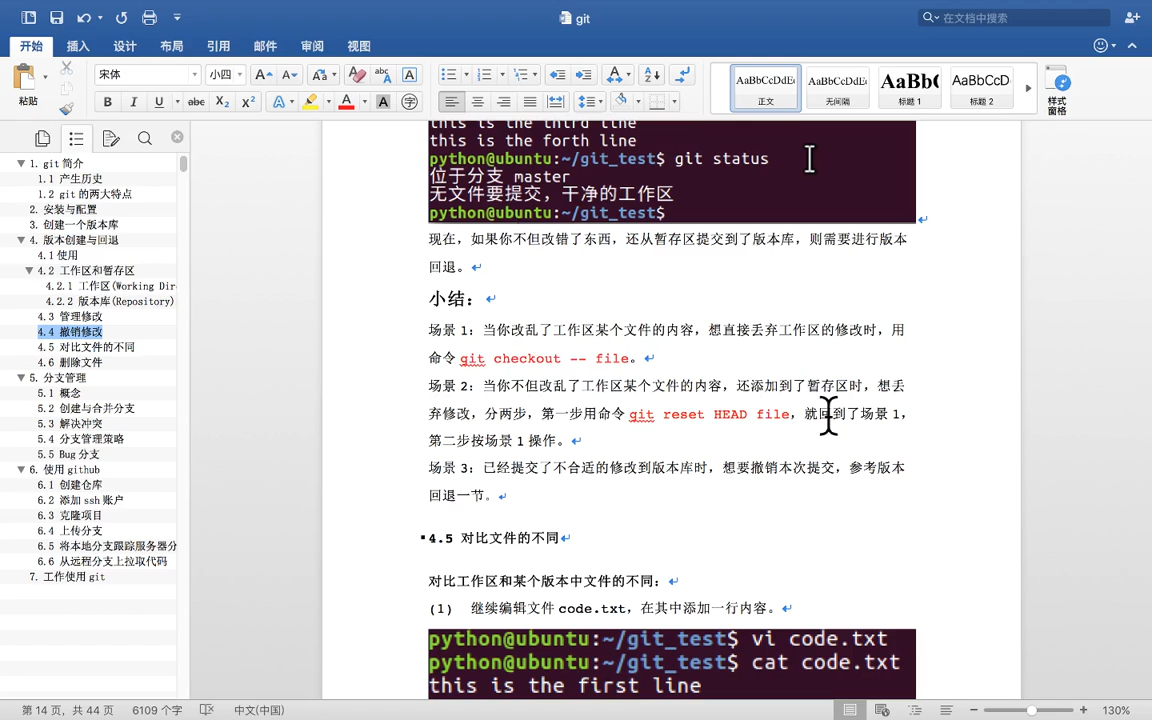 git
在文档中搜索
开始 插入 设计 布局 引用 邮件 审阅 视图
粘贴
宋体 小四
AaBbCcDdEe AaBbCcDdEe AaBb( AaBbCcD
正文 无间隔 标题 1 标题 2
样式
窗格
1. git 简介
1.1 产生历史
1.2 git 的两大特点
2. 安装与配置
3. 创建一个版本库
4. 版本创建与回退
4.1 使用
4.2 工作区和暂存区
4.2.1 工作区(Working Dir
4.2.2 版本库(Repository)
4.3 管理修改
4.4 撤销修改
4.5 对比文件的不同
4.6 删除文件
5. 分支管理
5.1 概念
5.2 创建与合并分支
5.3 解决冲突
5.4 分支管理策略
5.5 Bug 分支
6. 使用 github
6.1 创建仓库
6.2 添加 ssh 账户
6.3 克隆项目
6.4 上传分支
6.5 将本地分支跟踪服务器分
6.6 从远程分支上拉取代码
7. 工作使用 git
this is the third line
this is the forth line
python@ubuntu:~/git_test$ git status
位于分支 master
无文件要提交，干净的工作区
python@ubuntu:~/git_test$
现在，如果你不但改错了东西，还从暂存区提交到了版本库，则需要进行版本
回退。
小结：
场景 1：当你改乱了工作区某个文件的内容，想直接丢弃工作区的修改时，用
命令 git checkout -- file。
场景 2：当你不但改乱了工作区某个文件的内容，还添加到了暂存区时，想丢
弃修改，分两步，第一步用命令 git reset HEAD file，就回到了场景 1，
第二步按场景 1 操作。
场景 3：已经提交了不合适的修改到版本库时，想要撤销本次提交，参考版本
回退一节。
4.5 对比文件的不同
对比工作区和某个版本中文件的不同：
(1) 继续编辑文件 code.txt，在其中添加一行内容。
python@ubuntu:~/git_test$ vi code.txt
python@ubuntu:~/git_test$ cat code.txt
this is the first line
第 14 页，共 44 页 6109 个字 中文(中国) 130%